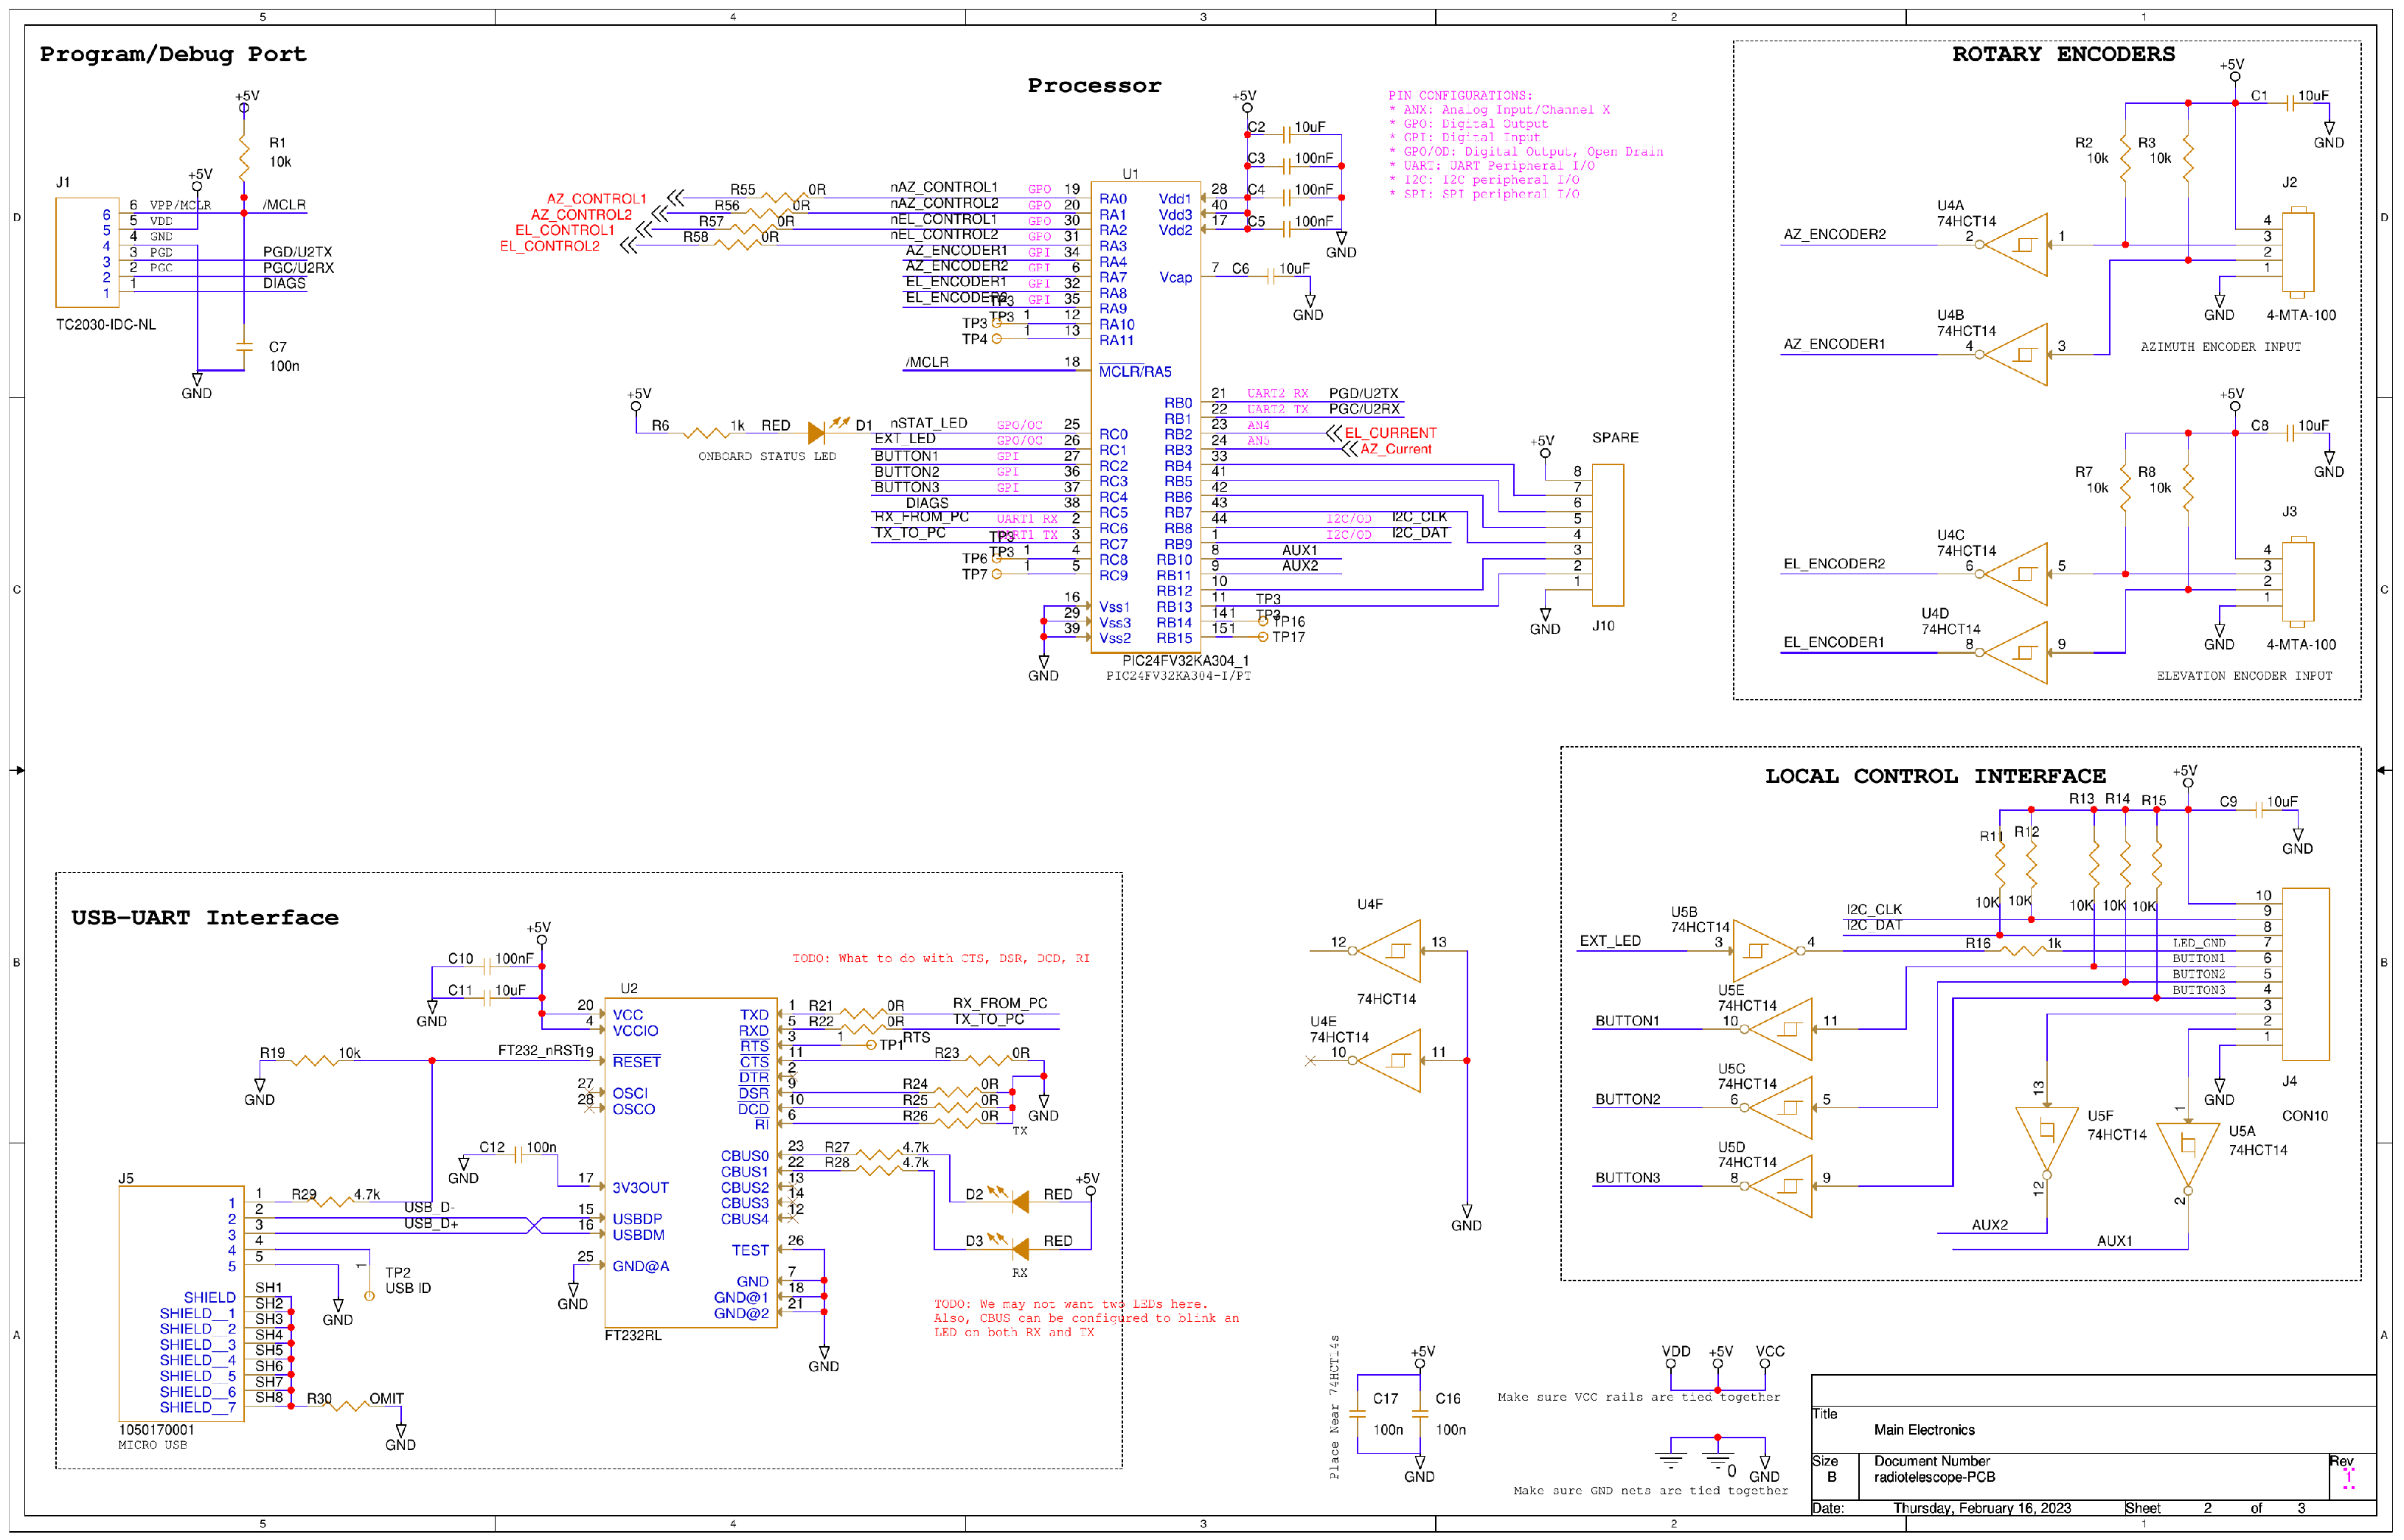 5 4 3 2 1
Program/Debug Port
+5V
R1
10k
+5V
J1
6 VPP/MCLR /MCLR
5 VDD
4 GND
3 PGD PGD/U2TX
2 PGC PGC/U2RX
1 DIAGS
6
5
4
3
2
1
TC2030-IDC-NL
C7
100n
GND
Processor
+5V
C2 10uF
C3 100nF
C4 100nF
C5 100nF
GND
C6 10uF
GND
PIN CONFIGURATIONS:
* ANX: Analog Input/Channel X
* GPO: Digital Output
* GPI: Digital Input
* GPO/OD: Digital Output, Open Drain
* UART: UART Peripheral I/O
* I2C: I2C peripheral I/O
* SPI: SPI peripheral I/O
U1
AZ_CONTROL1 R55 0R nAZ_CONTROL1 GPO 19 RA0
AZ_CONTROL2 R56 0R nAZ_CONTROL2 GPO 20 RA1
EL_CONTROL1 R57 0R nEL_CONTROL1 GPO 30 RA2
EL_CONTROL2 R58 0R nEL_CONTROL2 GPO 31 RA3
AZ_ENCODER1 GPI 34 RA4
AZ_ENCODER2 GPI 6 RA7
EL_ENCODER1 GPI 32 RA8
EL_ENCODER2 GPI 35 RA9
TP3
TP3 1 12 RA10
TP3
TP4 1 13 RA11
/MCLR 18 MCLR/RA5
+5V
R6 1k RED D1 nSTAT_LED GPO/OC 25 RC0
ONBOARD STATUS LED
EXT_LED GPO/OC 26 RC1
BUTTON1 GPI 27 RC2
BUTTON2 GPI 36 RC3
BUTTON3 GPI 37 RC4
DIAGS 38 RC5
RX_FROM_PC UART1 RX 2 RC6
TX_TO_PC UART1 TX 3 RC7
TP3
TP6 1 4 RC8
TP3
TP7 1 5 RC9
16 Vss1
29 Vss3
39 Vss2
GND
Vdd1 28
Vdd3 40
Vdd2 17
Vcap 7
RB0 21 UART2 RX PGD/U2TX
RB1 22 UART2 TX PGC/U2RX
RB2 23 AN4 EL_CURRENT
RB3 24 AN5 AZ_Current
RB4 33
RB5 41
RB6 42
RB7 43
RB8 44 I2C/OD I2C_CLK
RB9 1 I2C/OD I2C_DAT
RB10 8 AUX1
RB11 9 AUX2
RB12 10
RB13 11
RB14 14 1 TP3 TP16
RB15 15 1 TP3 TP17
PIC24FV32KA304_1
PIC24FV32KA304-I/PT
+5V
SPARE
8
7
6
5
4
3
2
1
GND
J10
ROTARY ENCODERS
+5V
C1 10uF
GND
R2 R3
10k 10k
J2
U4A
74HCT14
AZ_ENCODER2 2 1
4
3
2
1
U4B
74HCT14
AZ_ENCODER1 4 3
GND
4-MTA-100
AZIMUTH ENCODER INPUT
+5V
C8 10uF
GND
R7 R8
10k 10k
J3
U4C
74HCT14
EL_ENCODER2 6 5
4
3
2
1
U4D
74HCT14
EL_ENCODER1 8 9
GND
4-MTA-100
ELEVATION ENCODER INPUT
LOCAL CONTROL INTERFACE
+5V
R13 R14 R15
C9 10uF
R11 R12
GND
10K 10K 10K 10K 10K
I2C_CLK
I2C_DAT
U5B
74HCT14
EXT_LED 3 4
R16 1k
LED_GND
BUTTON1
BUTTON2
BUTTON3
10
9
8
7
6
5
4
3
2
1
U5E
74HCT14
BUTTON1 10 11
U5C
74HCT14
BUTTON2 6 5
U5D
74HCT14
BUTTON3 8 9
13
U5F
74HCT14
12
1
U5A
74HCT14
2
GND
J4
CON10
AUX2
AUX1
USB-UART Interface
+5V
C10 100nF
C11 10uF
GND
TODO: What to do with CTS, DSR, DCD, RI
U2
20 VCC
4 VCCIO
R19 10k FT232_nRST 19 RESET
GND
27 OSCI
28 OSCO
C12 100n
GND
17 3V3OUT
15 USBDP
16 USBDM
25 GND@A
GND
TXD 1 R21 0R RX_FROM_PC
RXD 5 R22 0R TX_TO_PC
RTS 3 1 TP1 RTS
CTS 11 R23 0R
DTR 2
DSR 9 R24 0R
DCD 10 R25 0R
RI 6 R26 0R
GND
TX
CBUS0 23 R27 4.7k
CBUS1 22 R28 4.7k
CBUS2 13
CBUS3 14
CBUS4 12
D2 RED
+5V
D3 RED
RX
TEST 26
GND 7
GND@1 18
GND@2 21
GND
FT232RL
TODO: We may not want two LEDs here.
Also, CBUS can be configured to blink an
LED on both RX and TX
J5
1 1 R29 4.7k
2 2 USB_D-
3 3 USB_D+
4 4
5 5
1
TP2
USB ID
GND
SHIELD SH1
SHIELD__1 SH2
SHIELD__2 SH3
SHIELD__3 SH4
SHIELD__4 SH5
SHIELD__5 SH6
SHIELD__6 SH7
SHIELD__7 SH8
R30 OMIT
GND
1050170001
MICRO USB
U4F
12 13
74HCT14
U4E
74HCT14
10 11
GND
Place Near 74HCT14s
+5V
C17 C16
100n 100n
GND
VDD +5V VCC
Make sure VCC rails are tied together
0 GND
Make sure GND nets are tied together
Title
Main Electronics
Size
B
Document Number
radiotelescope-PCB
Rev
1
Date: Thursday, February 16, 2023 Sheet 2 of 3
D D
C C
B B
A A
5 4 3 2 1